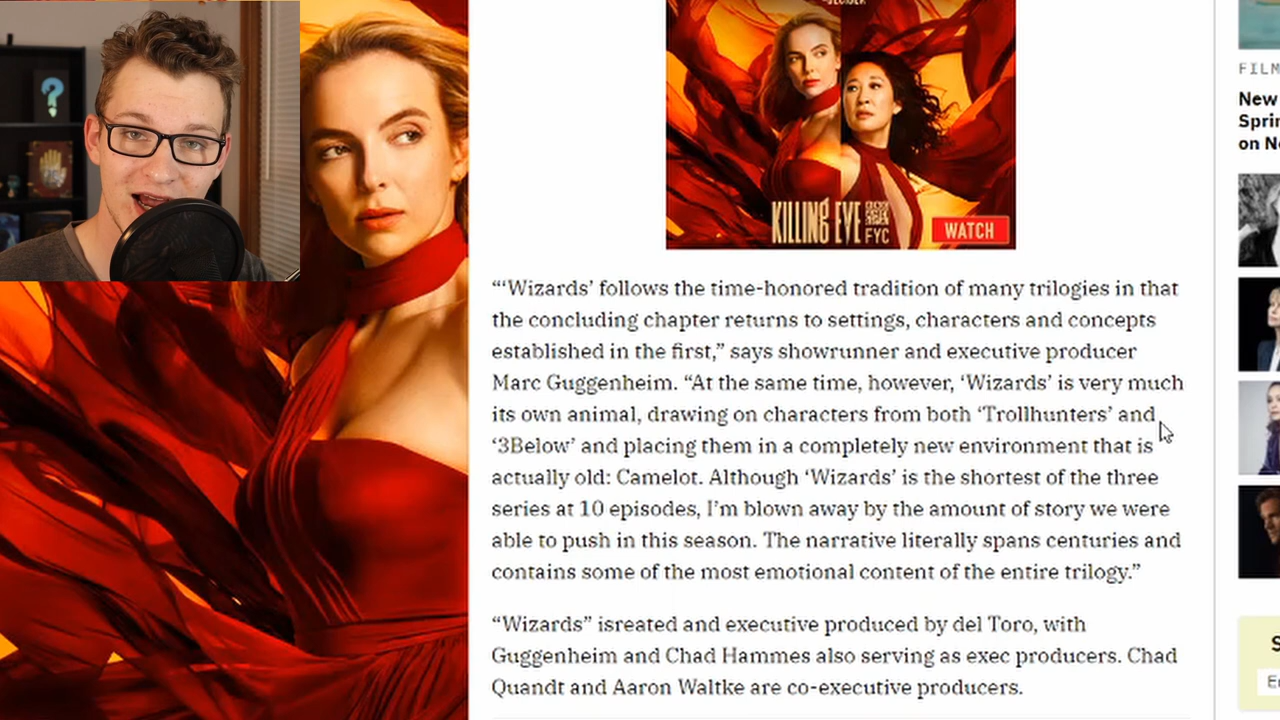 KILLING EVE
FYC
WATCH
“‘Wizards’ follows the time-honored tradition of many trilogies in that
the concluding chapter returns to settings, characters and concepts
established in the first,” says showrunner and executive producer
Marc Guggenheim. “At the same time, however, ‘Wizards’ is very much
its own animal, drawing on characters from both ‘Trollhunters’ and
‘3Below’ and placing them in a completely new environment that is
actually old: Camelot. Although ‘Wizards’ is the shortest of the three
series at 10 episodes, I’m blown away by the amount of story we were
able to push in this season. The narrative literally spans centuries and
contains some of the most emotional content of the entire trilogy.”
“Wizards” isreated and executive produced by del Toro, with
Guggenheim and Chad Hammes also serving as exec producers. Chad
Quandt and Aaron Waltke are co-executive producers.
FILM
New
on